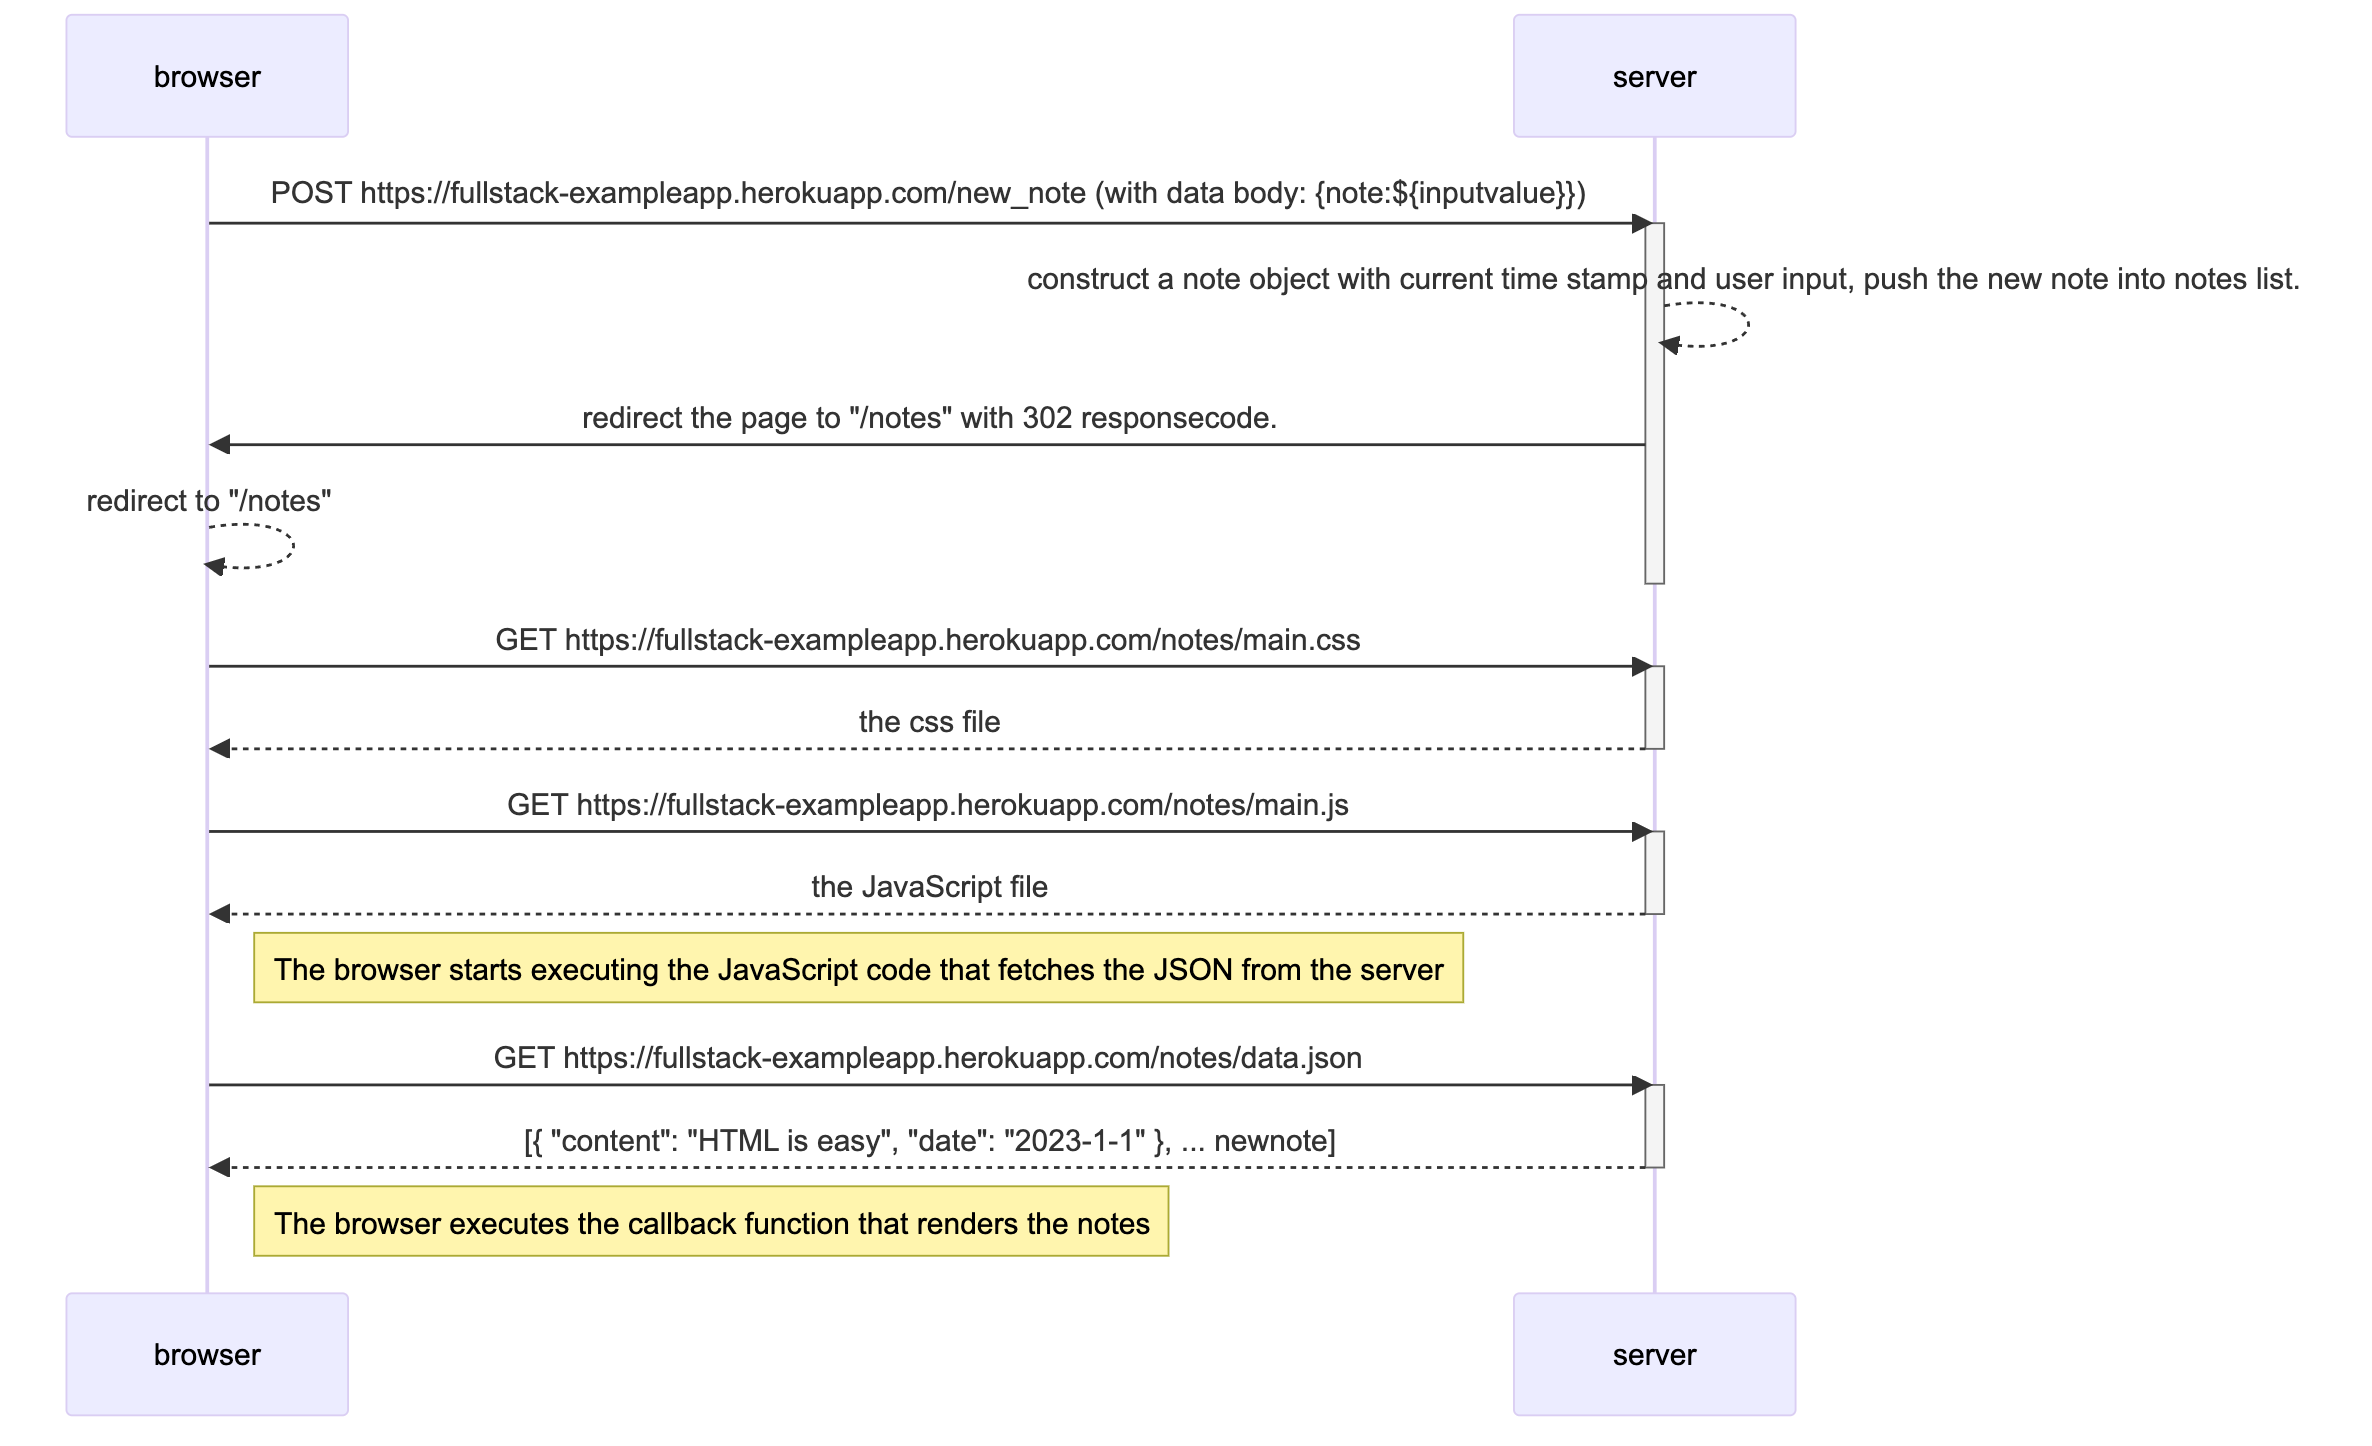 browser
server
POST https://fullstack-exampleapp.herokuapp.com/new_note (with data body: {note:${inputvalue}})
construct a note object with current time stamp and user input, push the new note into notes list.
redirect the page to "/notes" with 302 responsecode.
redirect to "/notes"
GET https://fullstack-exampleapp.herokuapp.com/notes/main.css
the css file
GET https://fullstack-exampleapp.herokuapp.com/notes/main.js
the JavaScript file
The browser starts executing the JavaScript code that fetches the JSON from the server
GET https://fullstack-exampleapp.herokuapp.com/notes/data.json
[{ "content": "HTML is easy", "date": "2023-1-1" }, ... newnote]
The browser executes the callback function that renders the notes
browser
server